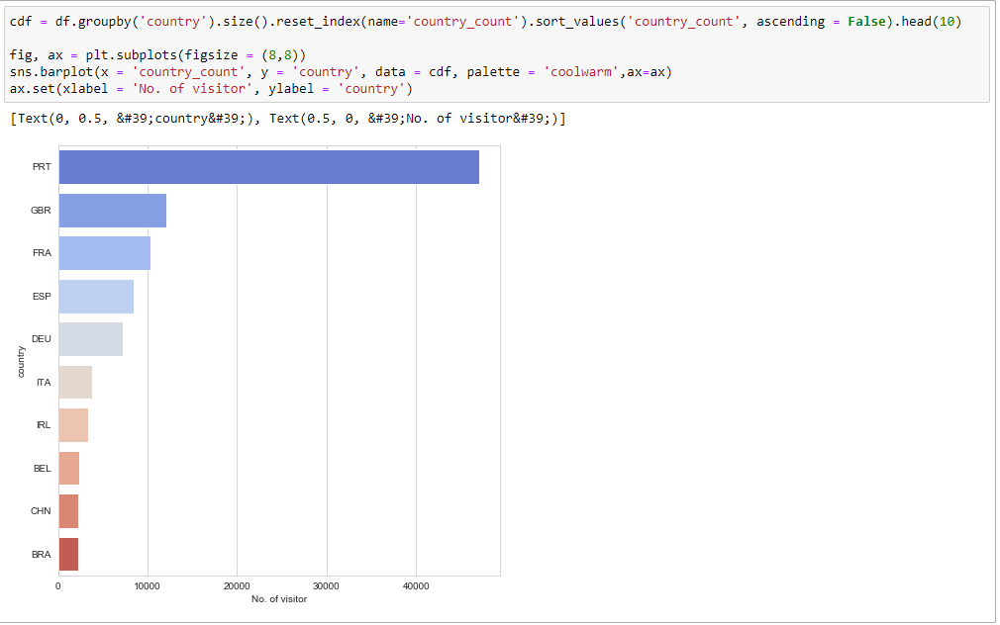 cdf = df.groupby('country').size().reset_index(name='country_count').sort_values('country_count', ascending = False).head(10)
fig, ax = plt.subplots(figsize = (8,8))
sns.barplot(x = 'country_count', y = 'country', data = cdf, palette = 'coolwarm',ax=ax)
ax.set(xlabel = 'No. of visitor', ylabel = 'country')
[Text(0, 0.5, &#39;country&#39;), Text(0.5, 0, &#39;No. of visitor&#39;)]
PRT
GBR
FRA
ESP
DEU
country
ITA
IRL
BEL
CHN
BRA
0 10000 20000 30000 40000
No. of visitor